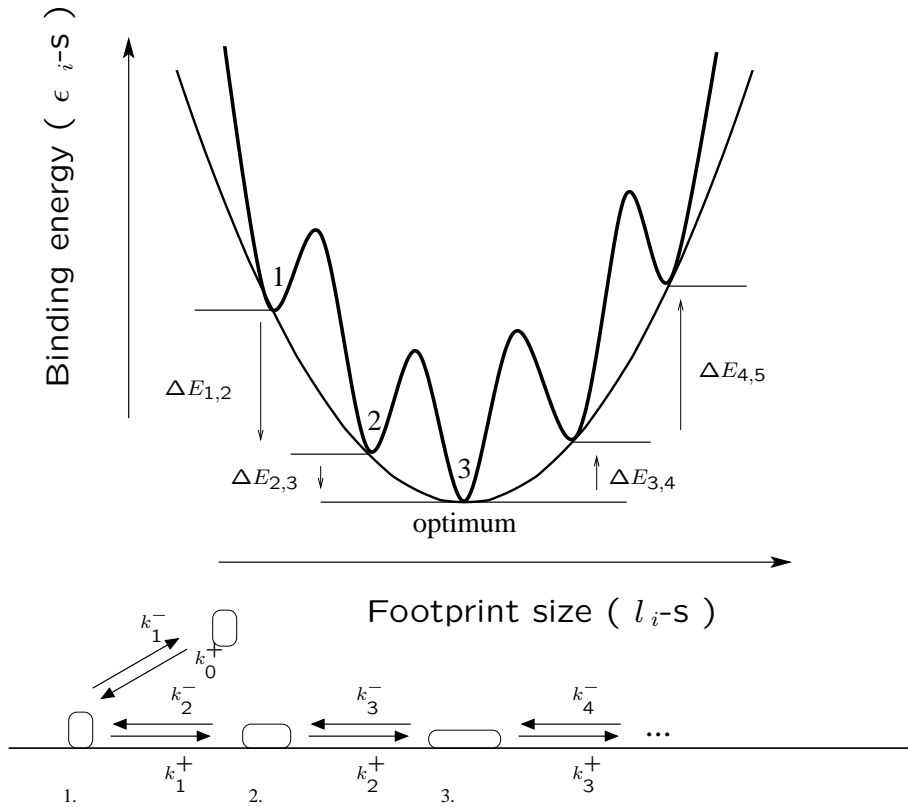 Binding energy ( ϵ i-s )
1
2
3
ΔE1,2
ΔE2,3
ΔE3,4
ΔE4,5
optimum
Footprint size ( l i-s )
k1−
k0+
k2− k3− k4−
...
k1+ k2+ k3+
1. 2. 3.